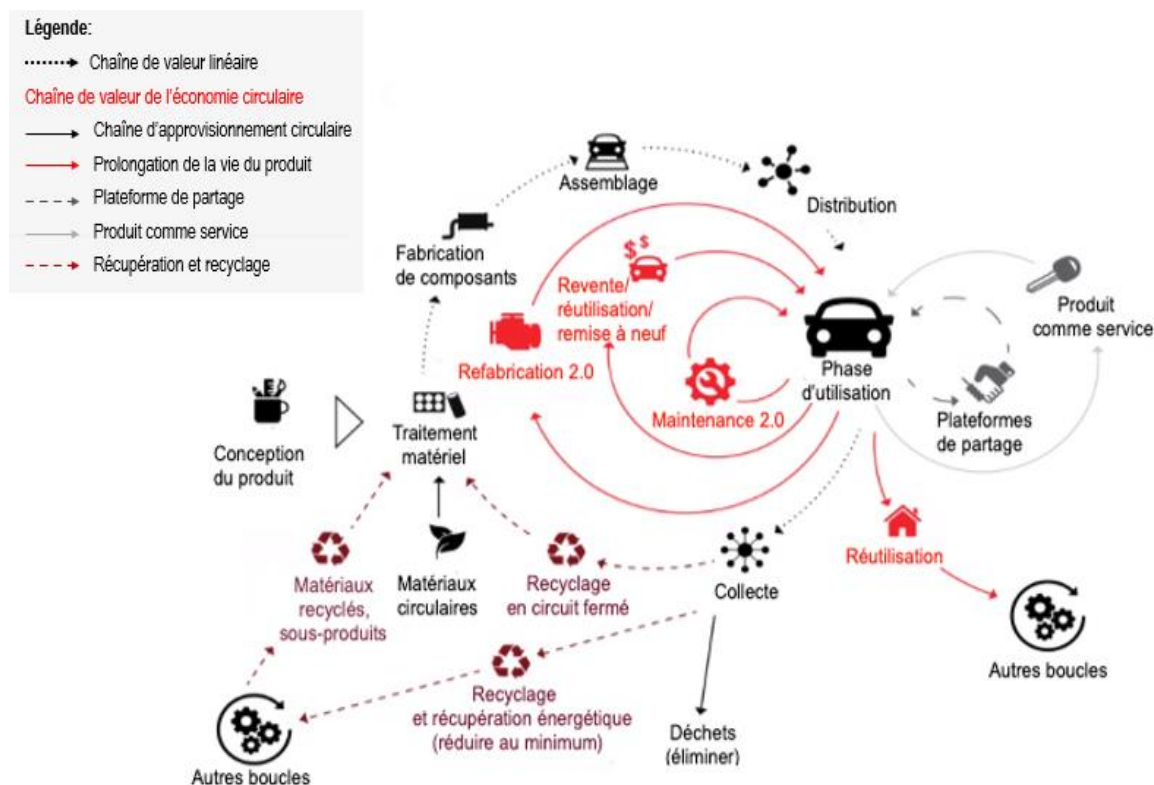 Légende:
Chaîne de valeur linéaire
Chaîne de valeur de l'économie circulaire
Chaîne d'approvisionnement circulaire
Prolongation de la vie du produit
Plateforme de partage
Produit comme service
Récupération et recyclage
Assemblage
Distribution
Fabrication
de composants
$ $
Revente/
réutilisation/
remise à neuf
Refabrication 2.0
Maintenance 2.0
Phase
d'utilisation
Produit
comme service
Plateformes
de partage
Conception
du produit
Traitement
matériel
Matériaux
recyclés,
sous-produits
Matériaux
circulaires
Recyclage
en circuit fermé
Collecte
Réutilisation
Autres boucles
Recyclage
et récupération énergétique
(réduire au minimum)
Déchets
(éliminer)
Autres boucles